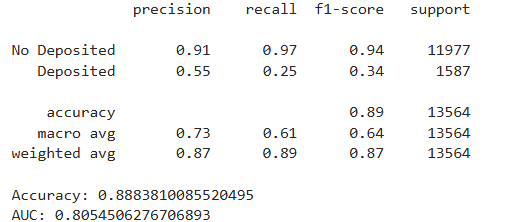 precision recall f1-score support
No Deposited 0.91 0.97 0.94 11977
Deposited 0.55 0.25 0.34 1587
accuracy 0.89 13564
macro avg 0.73 0.61 0.64 13564
weighted avg 0.87 0.89 0.87 13564
Accuracy: 0.8883810085520495
AUC: 0.8054506276706893